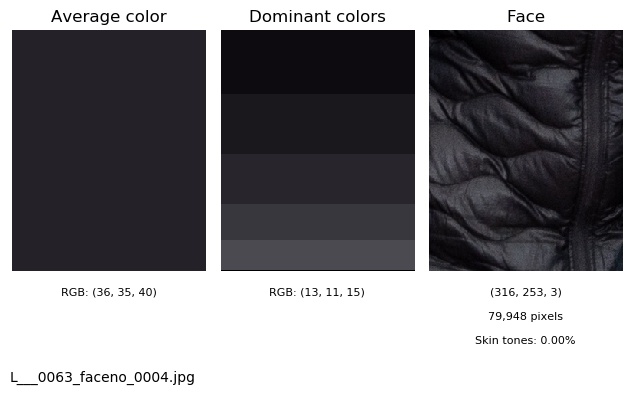 Average color
Dominant colors
Face
RGB: (36, 35, 40)
RGB: (13, 11, 15)
(316, 253, 3)
79,948 pixels
Skin tones: 0.00%
L___0063_faceno_0004.jpg